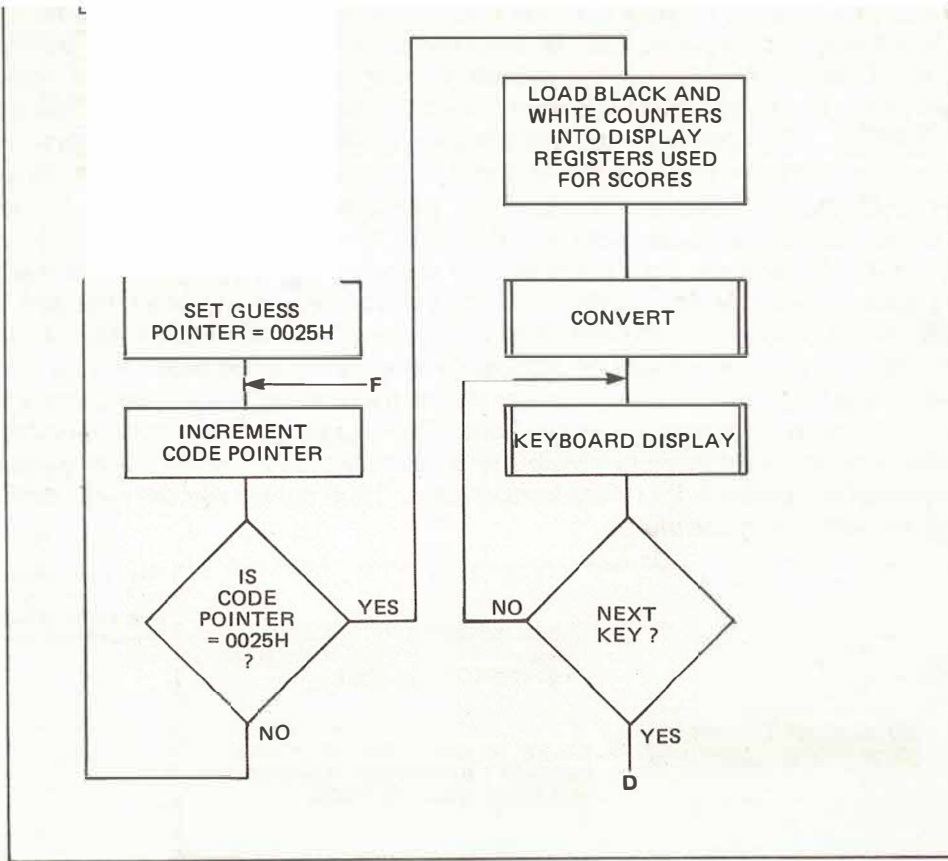 SET GUESS
POINTER = 0025H
F
INCREMENT
CODE POINTER
IS
CODE
POINTER
= 0025H
?
YES
NO
LOAD BLACK AND
WHITE COUNTERS
INTO DISPLAY
REGISTERS USED
FOR SCORES
CONVERT
KEYBOARD DISPLAY
NEXT
KEY ?
NO
YES
D